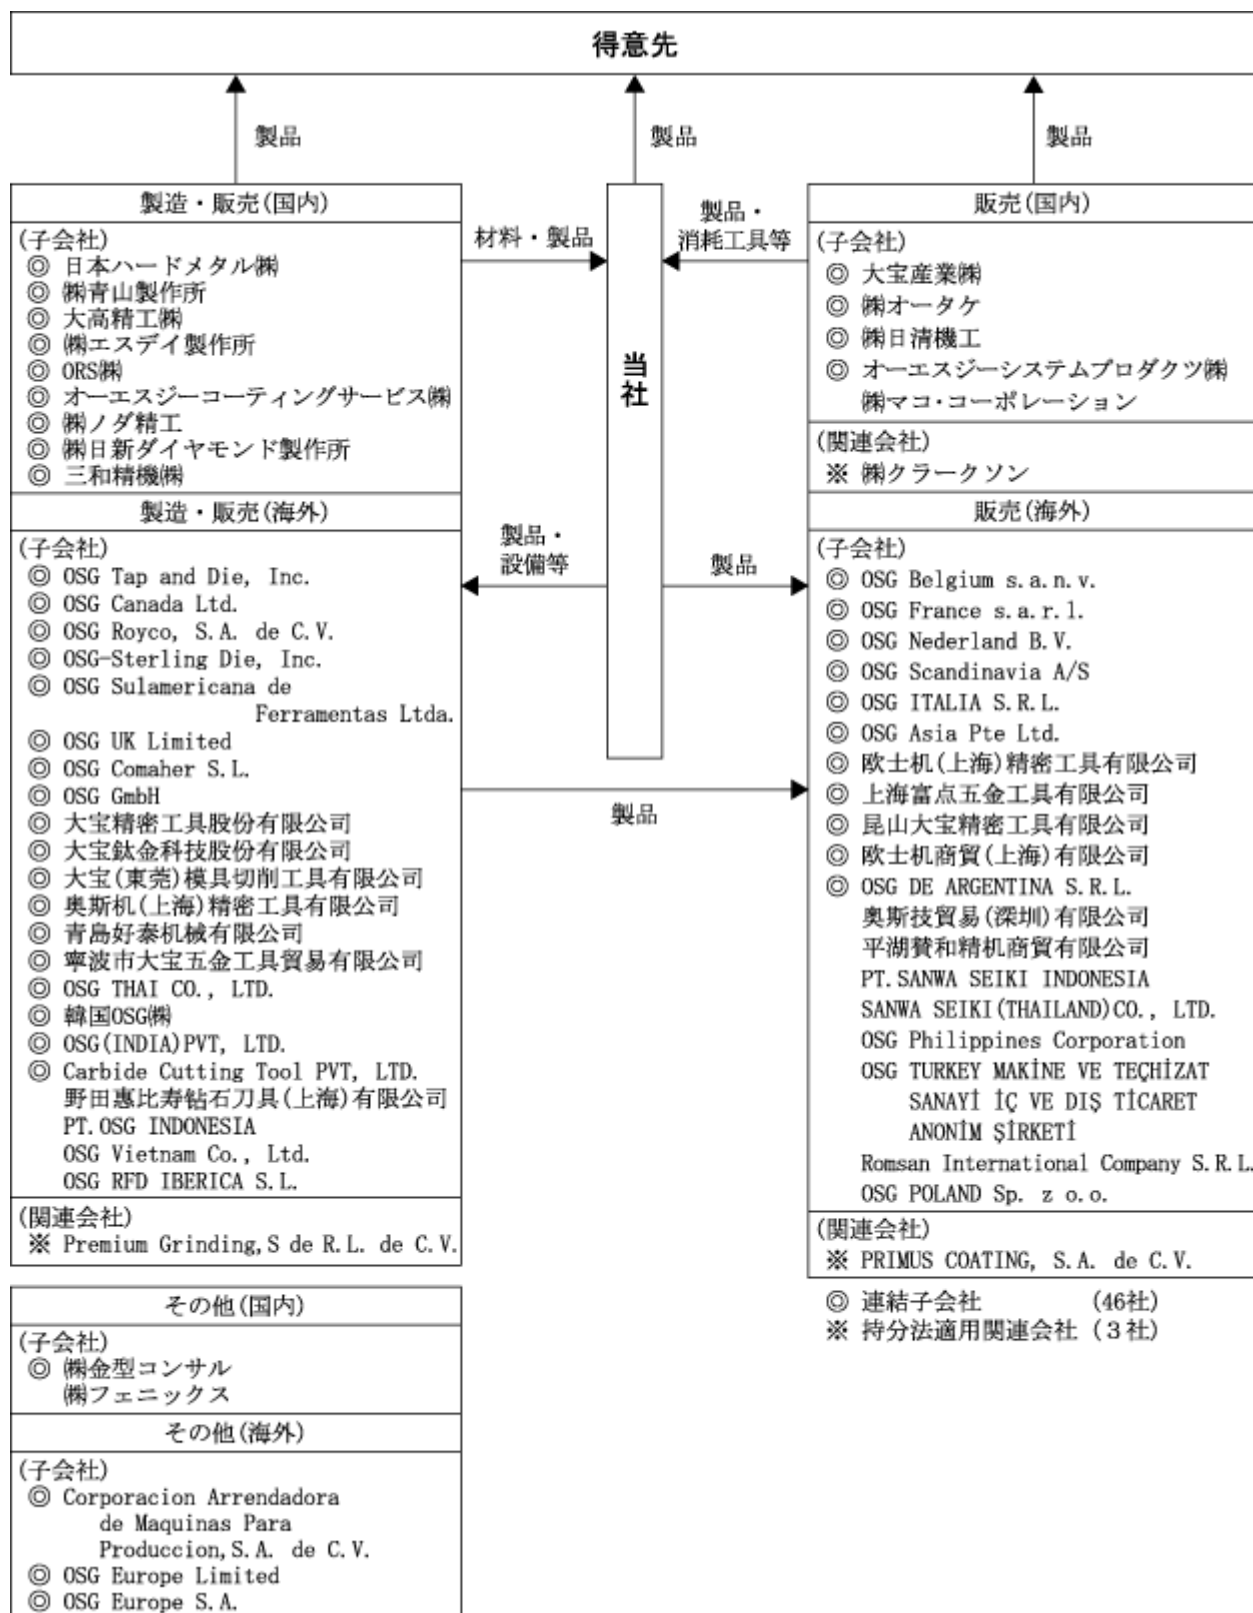 得意先
製品
製品
製品
製造・販売(国内)
(子会社)
◎ 日本ハードメタル㈱
◎ ㈱青山製作所
◎ 大高精工㈱
◎ ㈱エスデイ製作所
◎ ORS㈱
◎ オーエスジーコーティングサービス㈱
◎ ㈱ノダ精工
◎ ㈱日新ダイヤモンド製作所
◎ 三和精機㈱
製造・販売(海外)
(子会社)
◎ OSG Tap and Die, Inc.
◎ OSG Canada Ltd.
◎ OSG Royco, S.A. de C.V.
◎ OSG-Sterling Die, Inc.
◎ OSG Sulamericana de
Ferramentas Ltda.
◎ OSG UK Limited
◎ OSG Comaher S.L.
◎ OSG GmbH
◎ 大宝精密工具股份有限公司
◎ 大宝鈦金科技股份有限公司
◎ 大宝(東莞)模具切削工具有限公司
◎ 奥斯机(上海)精密工具有限公司
◎ 青島好泰机械有限公司
◎ 寧波市大宝五金工具貿易有限公司
◎ OSG THAI CO., LTD.
◎ 韓国OSG㈱
◎ OSG(INDIA)PVT, LTD.
◎ Carbide Cutting Tool PVT, LTD.
野田惠比寿钻石刀具(上海)有限公司
PT.OSG INDONESIA
OSG Vietnam Co., Ltd.
OSG RFD IBERICA S.L.
(関連会社)
※ Premium Grinding,S de R.L. de C.V.
材料・製品
製品・
消耗工具等
当社
製品・
設備等
製品
製品
販売(国内)
(子会社)
◎ 大宝産業㈱
◎ ㈱オータケ
◎ ㈱日清機工
◎ オーエスジーシステムプロダクツ㈱
㈱マコ・コーポレーション
(関連会社)
※ ㈱クラークソン
販売(海外)
(子会社)
◎ OSG Belgium s.a.n.v.
◎ OSG France s.a.r.l.
◎ OSG Nederland B.V.
◎ OSG Scandinavia A/S
◎ OSG ITALIA S.R.L.
◎ OSG Asia Pte Ltd.
◎ 欧士机(上海)精密工具有限公司
◎ 上海富点五金工具有限公司
◎ 昆山大宝精密工具有限公司
◎ 欧士机商貿(上海)有限公司
◎ OSG DE ARGENTINA S.R.L.
奥斯技貿易(深圳)有限公司
平湖賛和精机商貿有限公司
PT.SANWA SEIKI INDONESIA
SANWA SEIKI(THAILAND)CO., LTD.
OSG Philippines Corporation
OSG TURKEY MAKİNE VE TEÇHİZAT
SANAYİ İÇ VE DIŞ TİCARET
ANONİM ŞİRKETİ
Romsan International Company S.R.L.
OSG POLAND Sp. z o.o.
(関連会社)
※ PRIMUS COATING, S.A. de C.V.
◎ 連結子会社 (46社)
※ 持分法適用関連会社 (3社)
その他(国内)
(子会社)
◎ ㈱金型コンサル
㈱フェニックス
その他(海外)
(子会社)
◎ Corporacion Arrendadora
de Maquinas Para
Produccion,S.A. de C.V.
◎ OSG Europe Limited
◎ OSG Europe S.A.